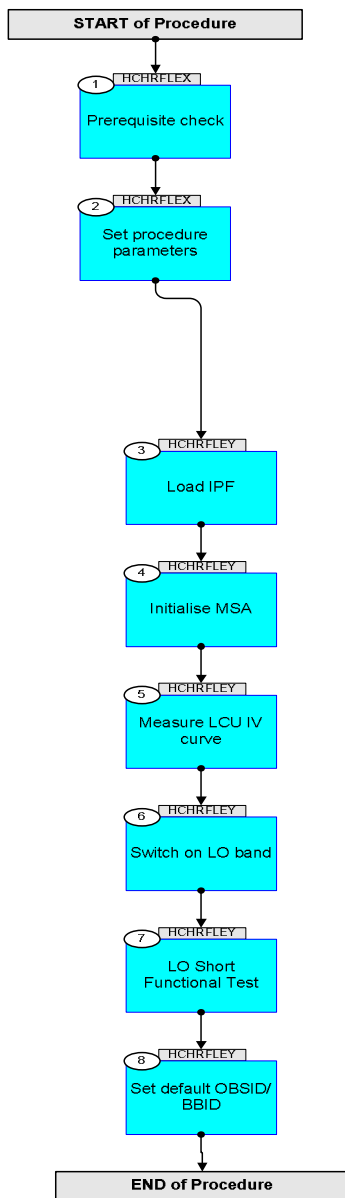 START of Procedure
HCHRFLEX
1
Prerequisite check
HCHRFLEX
2
Set procedure
parameters
HCHRFLEY
3
Load IPF
HCHRFLEY
4
Initialise MSA
HCHRFLEY
5
Measure LCU IV
curve
HCHRFLEY
6
Switch on LO band
HCHRFLEY
7
LO Short
Functional Test
HCHRFLEY
8
Set default OBSID/
BBID
END of Procedure